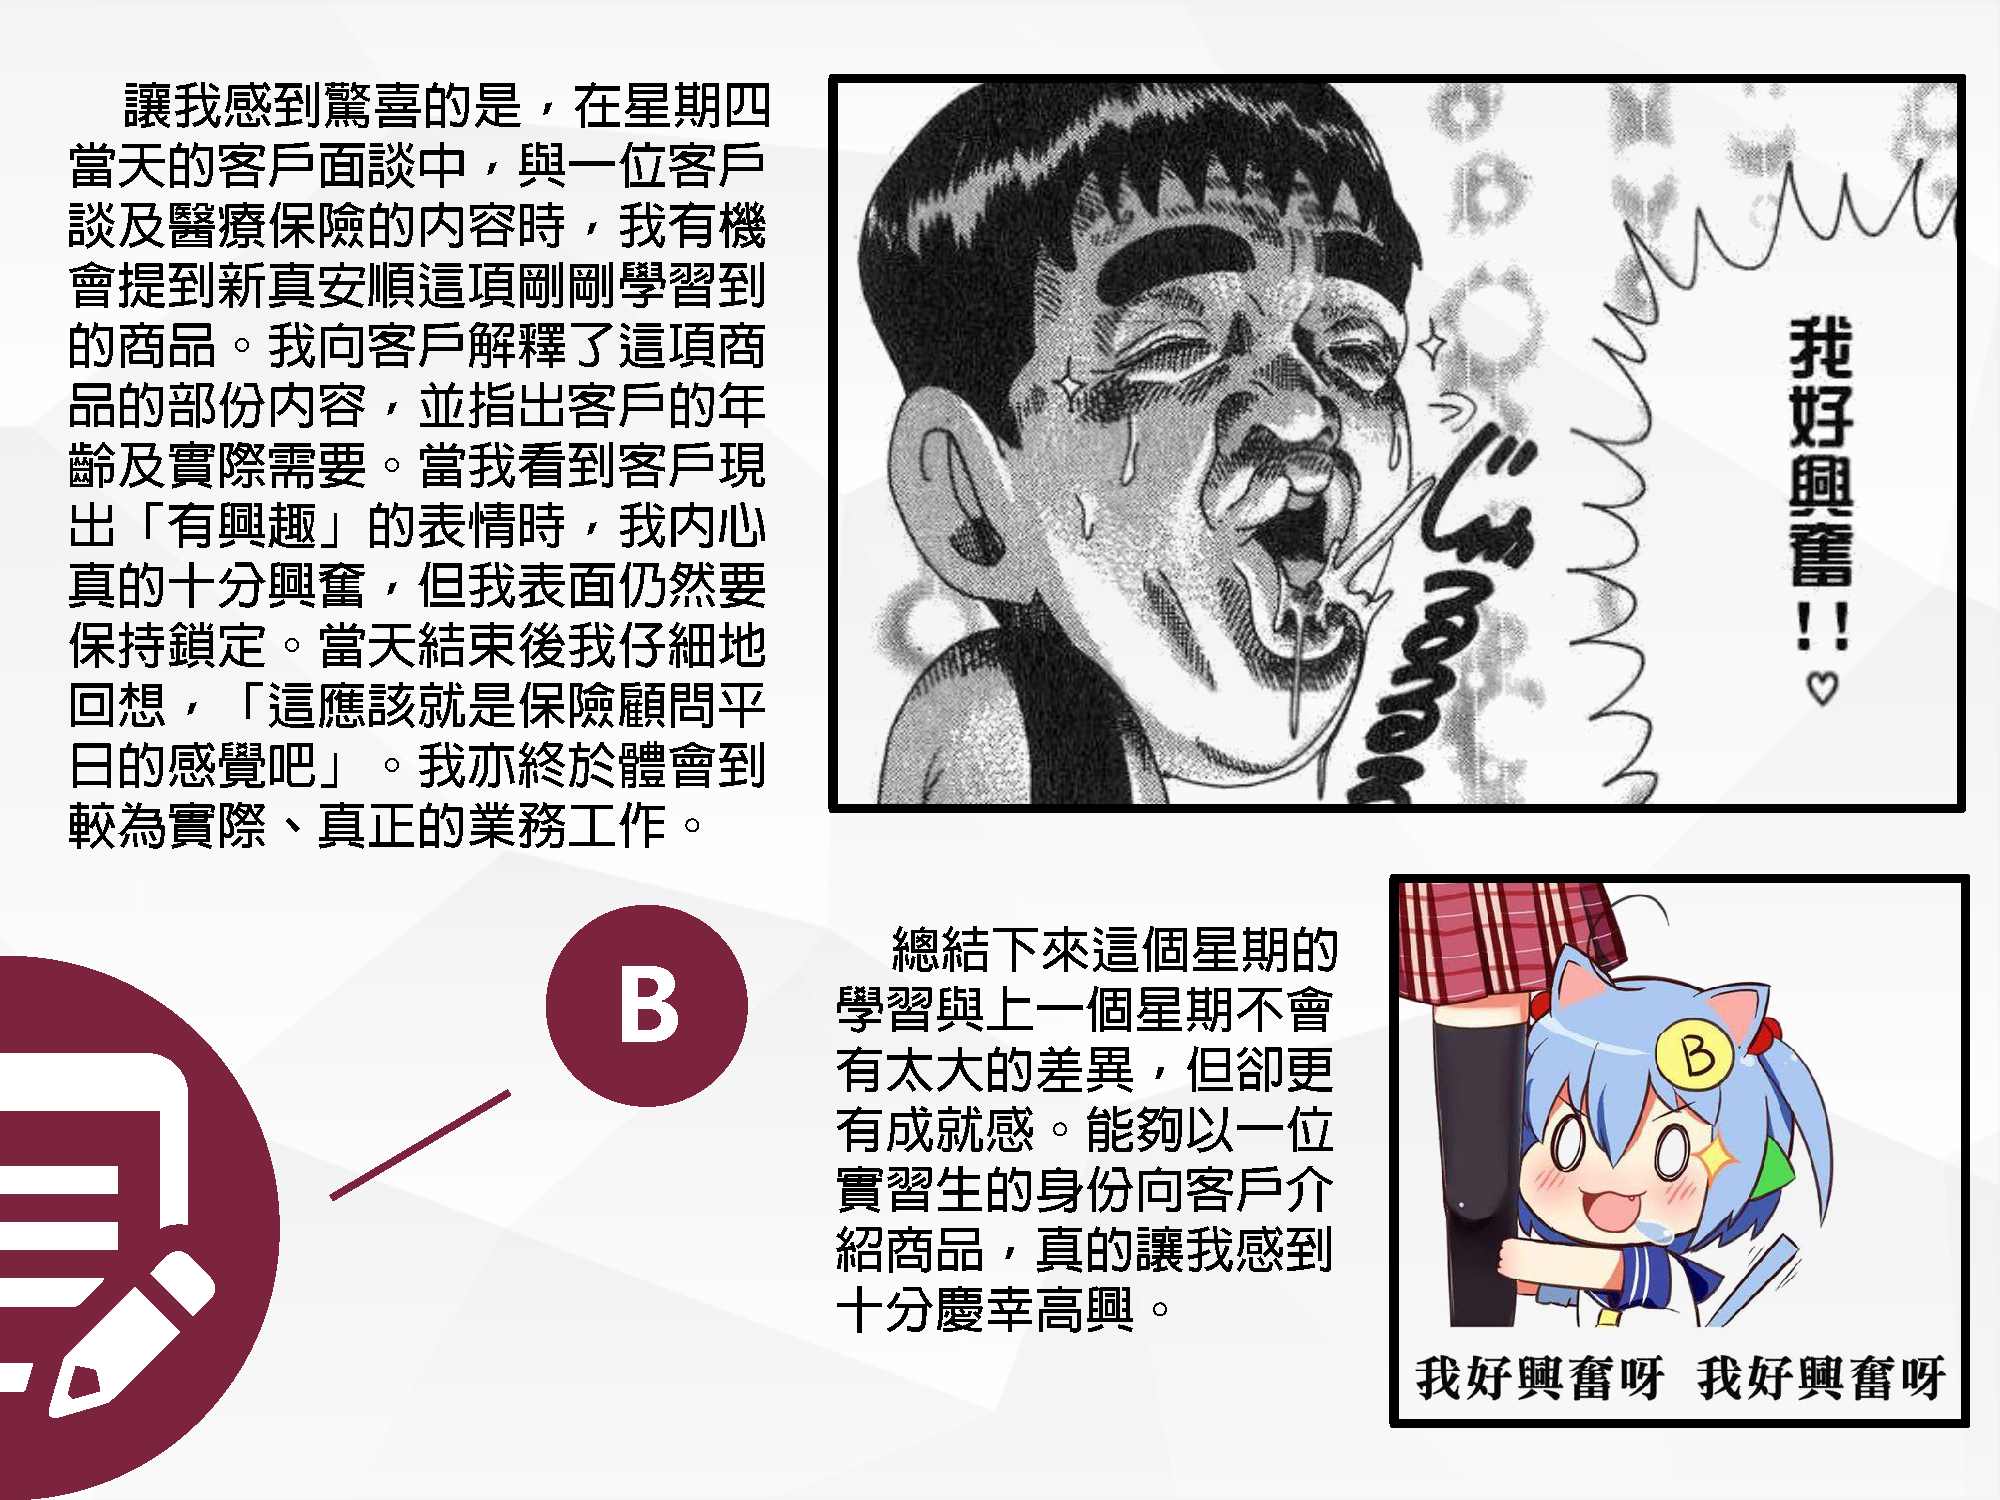 讓我感到驚喜的是，在星期四
當天的客戶面談中，與一位客戶
談及醫療保險的內容時，我有機
會提到新真安順這項剛剛學習到
的商品。我向客戶解釋了這項商
品的部份內容，並指出客戶的年
齡及實際需要。當我看到客戶現
出「有興趣」的表情時，我內心
真的十分興奮，但我表面仍然要
保持鎖定。當天結束後我仔細地
回想，「這應該就是保險顧問平
日的感覺吧」。我亦終於體會到
較為實際、真正的業務工作。
我好興奮!!♡
B
總結下來這個星期的
學習與上一個星期不會
有太大的差異，但卻更
有成就感。能夠以一位
實習生的身份向客戶介
紹商品，真的讓我感到
十分慶幸高興。
B
我好興奮呀 我好興奮呀